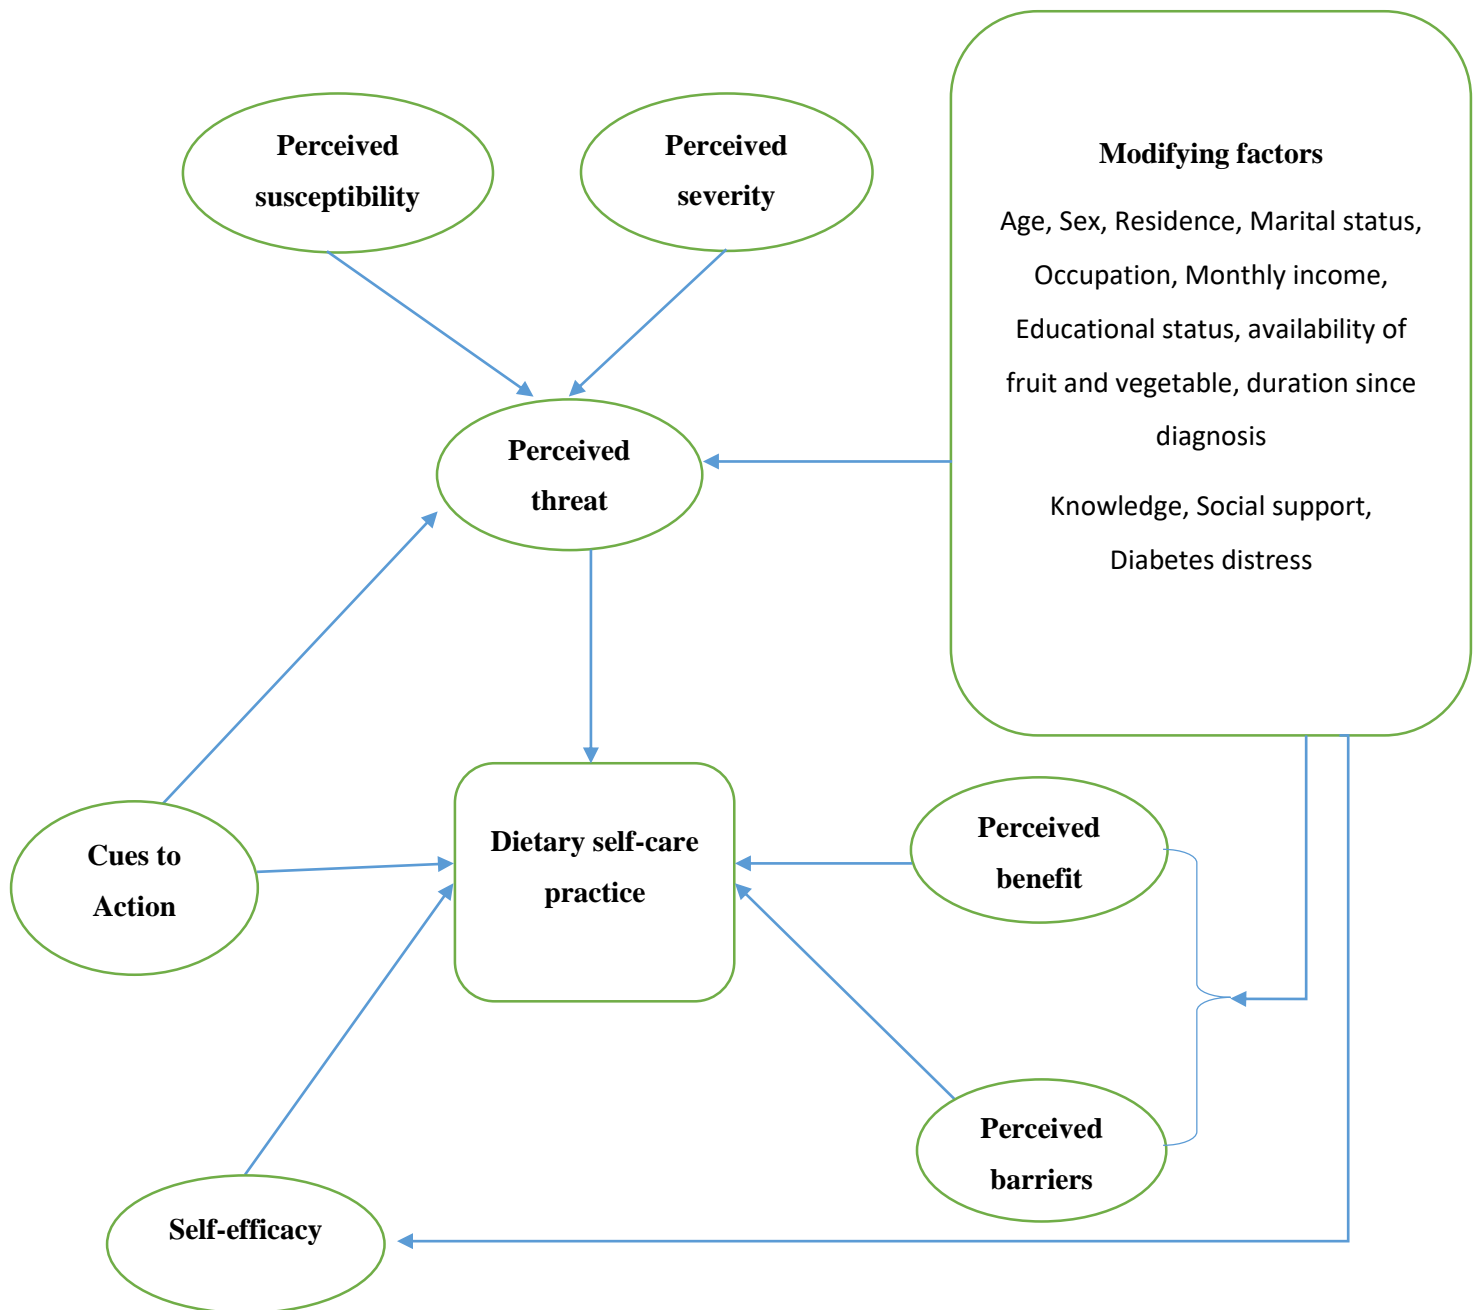 Perceived
susceptibility
Perceived
severity
Modifying factors
Age, Sex, Residence, Marital status,
Occupation, Monthly income,
Educational status, availability of
fruit and vegetable, duration since
diagnosis
Knowledge, Social support,
Diabetes distress
Perceived
threat
Cues to
Action
Dietary self-care
practice
Perceived
benefit
Perceived
barriers
Self-efficacy